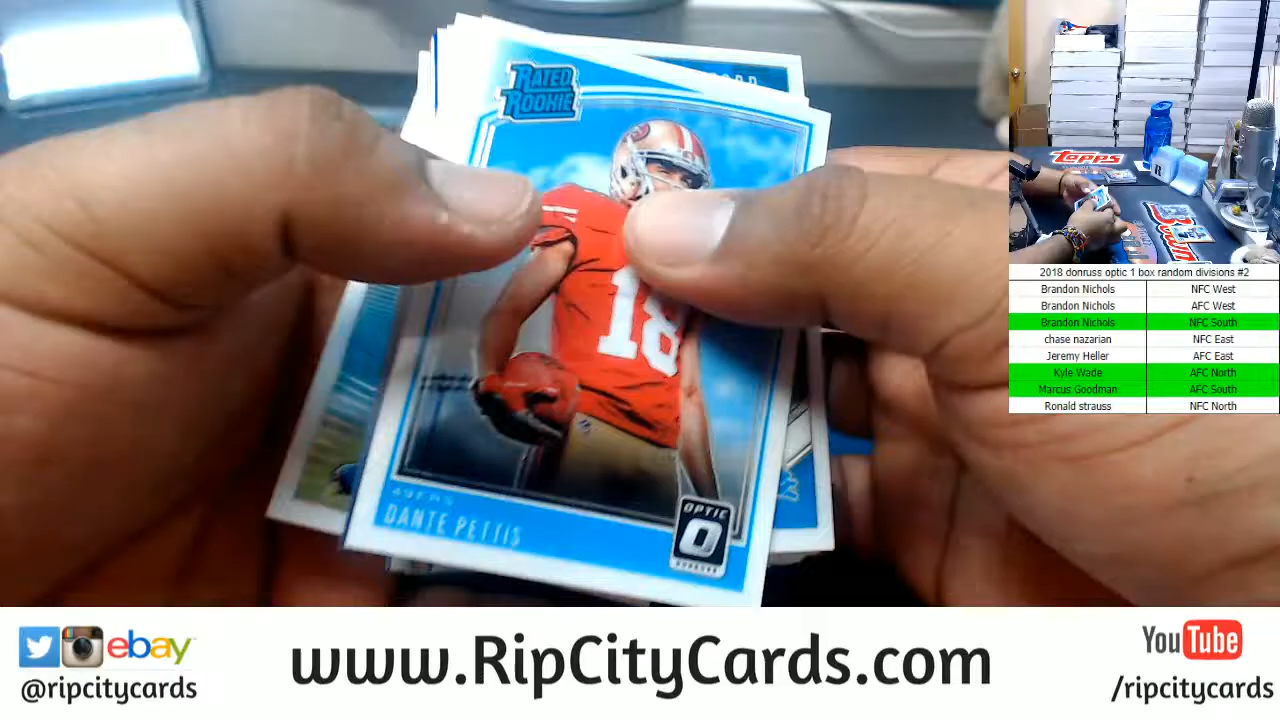 RATED
ROOKIE
18
49ERS
DANTE PETTIS
OPTIC
O
DONRUSS
TOPPS
2018 donruss optic 1 box random divisions #2
Brandon Nichols NFC West
Brandon Nichols AFC West
Brandon Nichols NFC South
chase nazarian NFC East
Jeremy Heller AFC East
Kyle Wade AFC North
Marcus Goodman AFC South
Ronald strauss NFC North
ebay
@ripcitycards
www.RipCityCards.com
YouTube
/ripcitycards